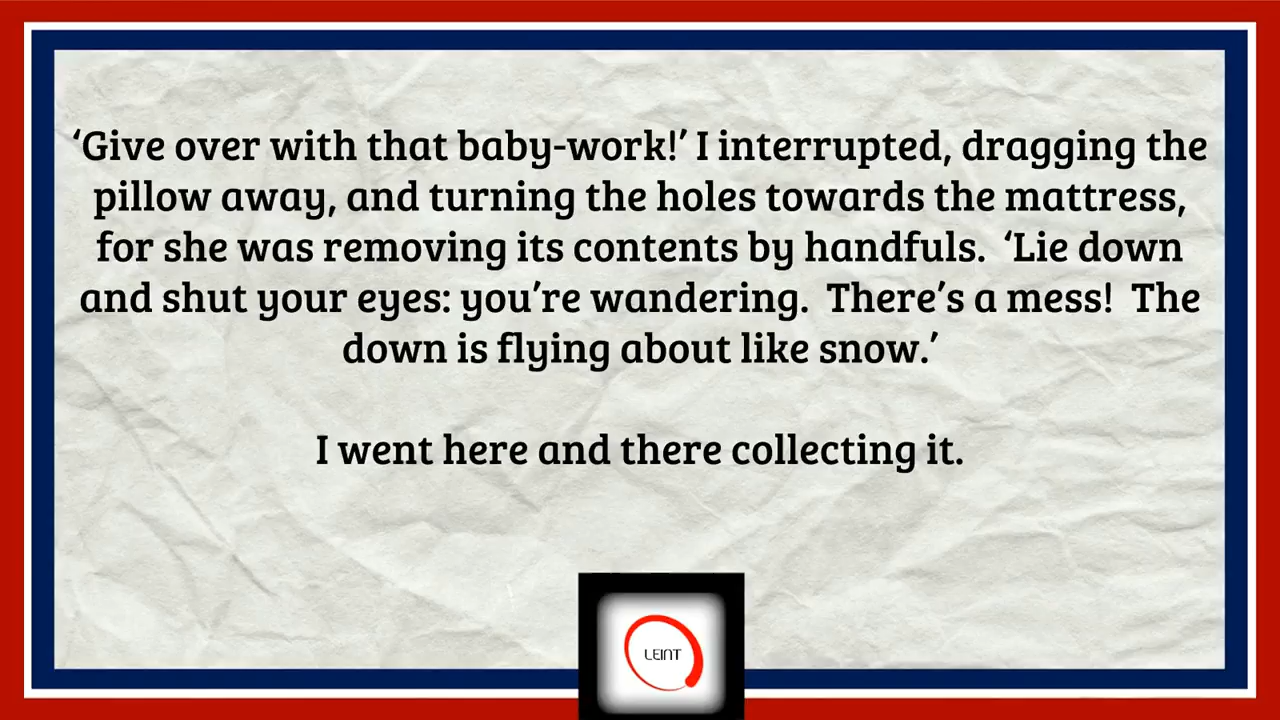 ‘Give over with that baby-work!’ I interrupted, dragging the
pillow away, and turning the holes towards the mattress,
for she was removing its contents by handfuls.  ‘Lie down
and shut your eyes: you’re wandering.  There’s a mess!  The
down is flying about like snow.’
I went here and there collecting it.
LEINT